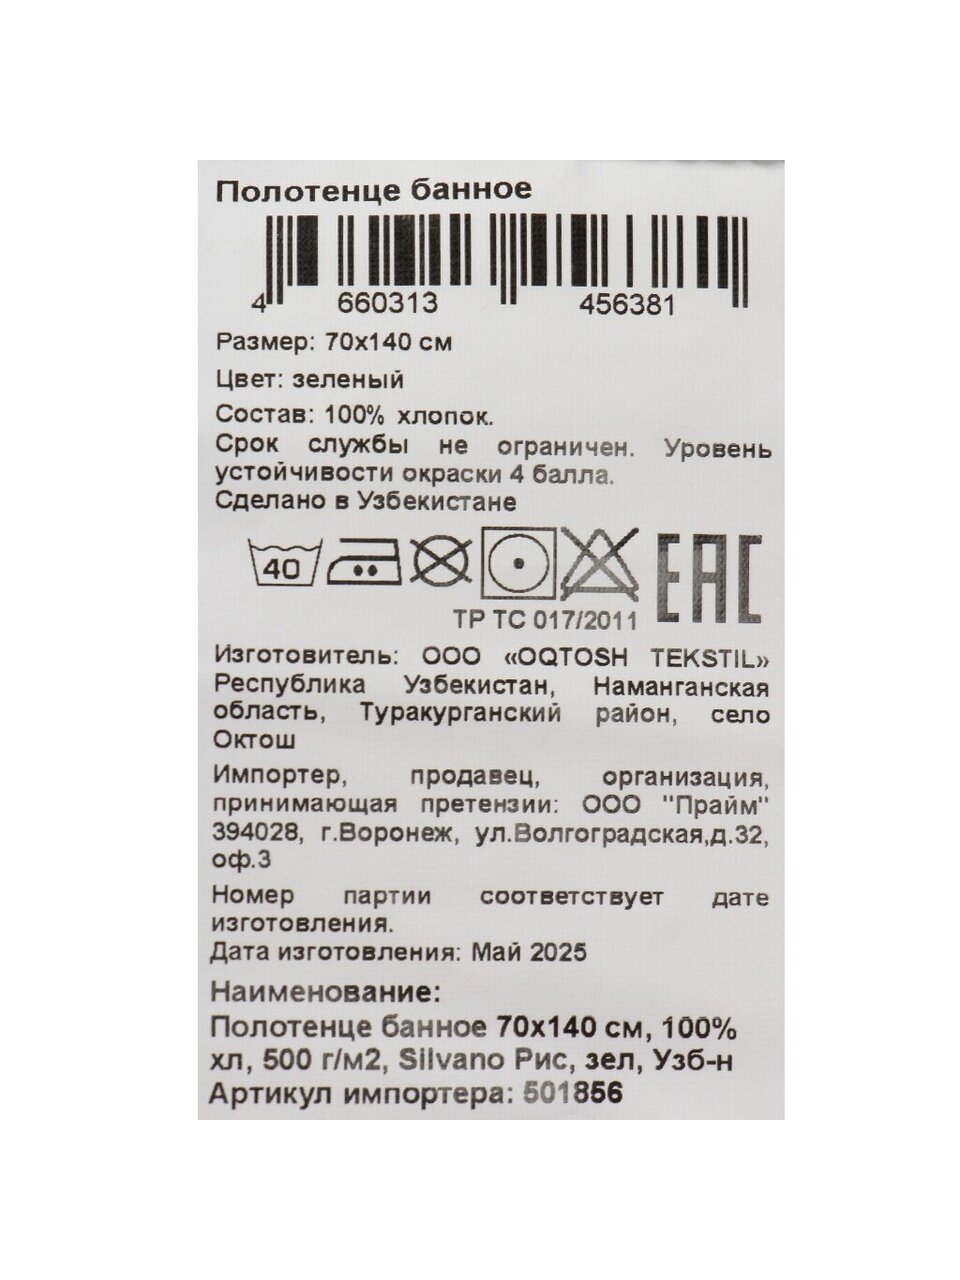 Полотенце банное
4 660313 456381
Размер: 70х140 см
Цвет: зеленый
Состав: 100% хлопок.
Срок службы не ограничен. Уровень
устойчивости окраски 4 балла.
Сделано в Узбекистане
40
EAC
ТР ТС 017/2011
Изготовитель: ООО «OQTOSH TEKSTIL»
Республика Узбекистан, Наманганская
область, Туракурганский район, село
Октош
Импортер, продавец, организация,
принимающая претензии: ООО "Прайм"
394028, г.Воронеж, ул.Волгоградская,д.32,
оф.3
Номер партии соответствует дате
изготовления.
Дата изготовления: Май 2025
Наименование:
Полотенце банное 70х140 см, 100%
хл, 500 г/м2, Silvano Рис, зел, Узб-н
Артикул импортера: 501856